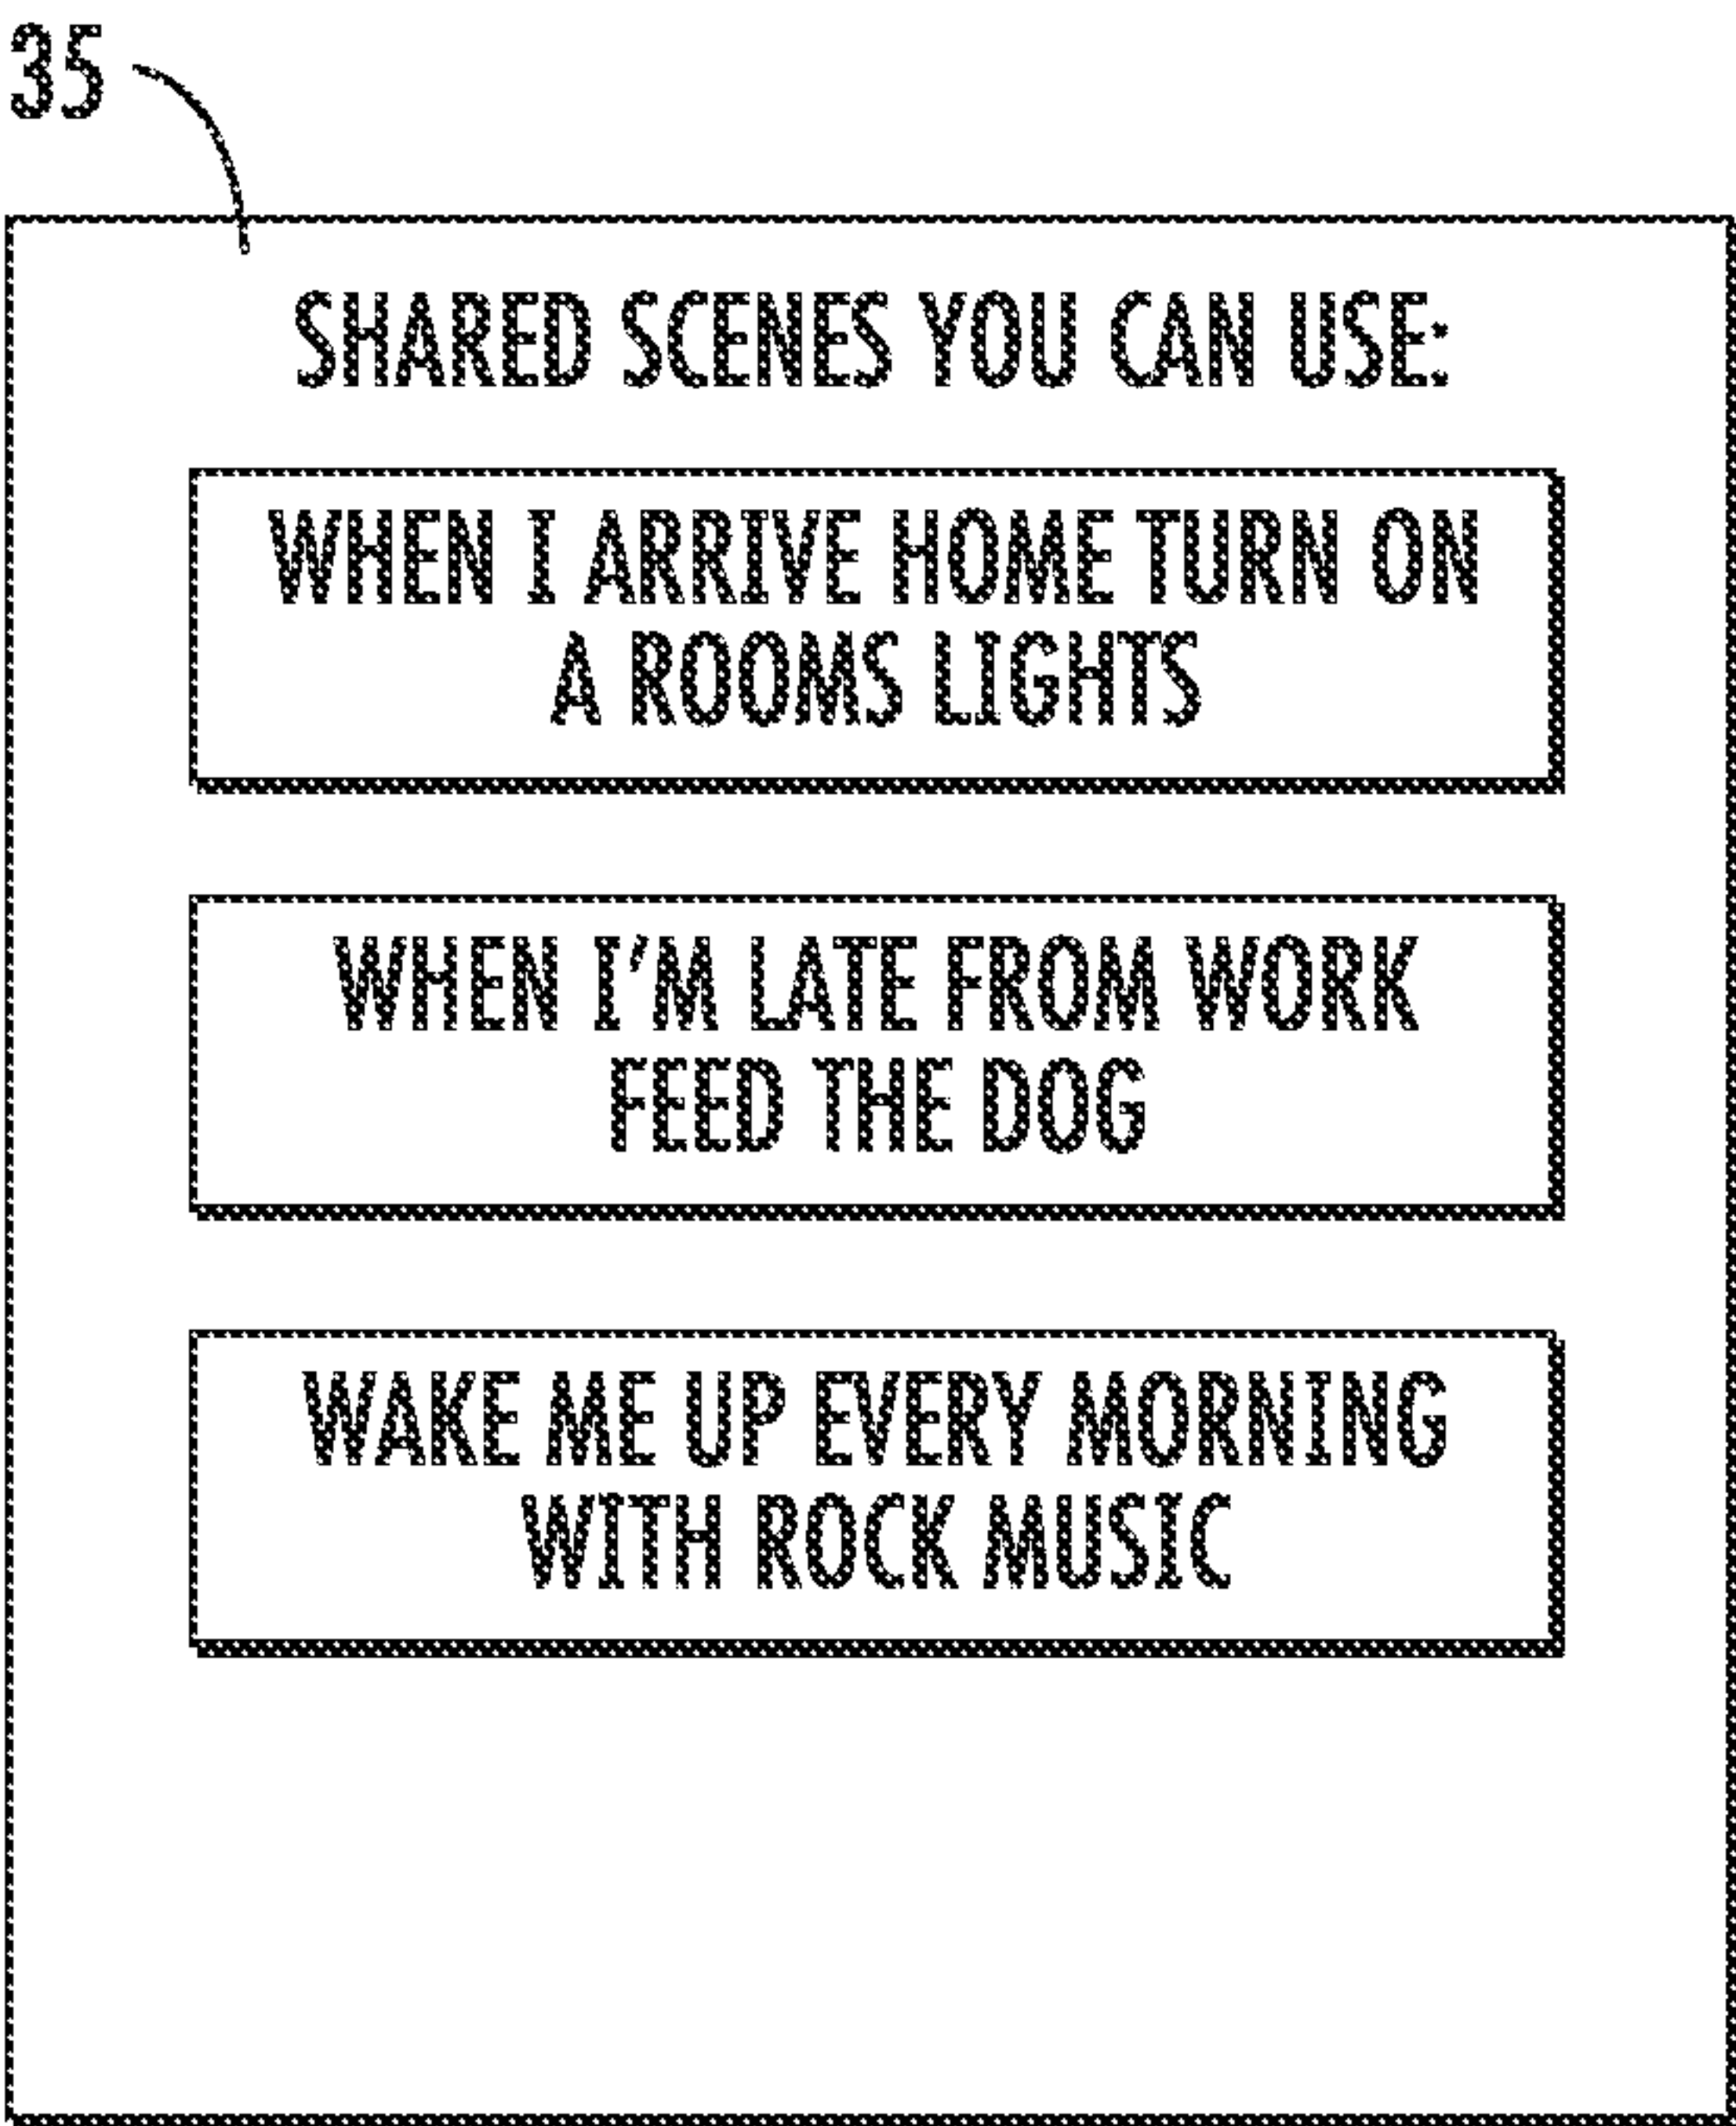 35
SHARED SCENES YOU CAN USE:
WHEN I ARRIVE HOME TURN ON
A ROOMS LIGHTS
WHEN I'M LATE FROM WORK
FEED THE DOG
WAKE ME UP EVERY MORNING
WITH ROCK MUSIC